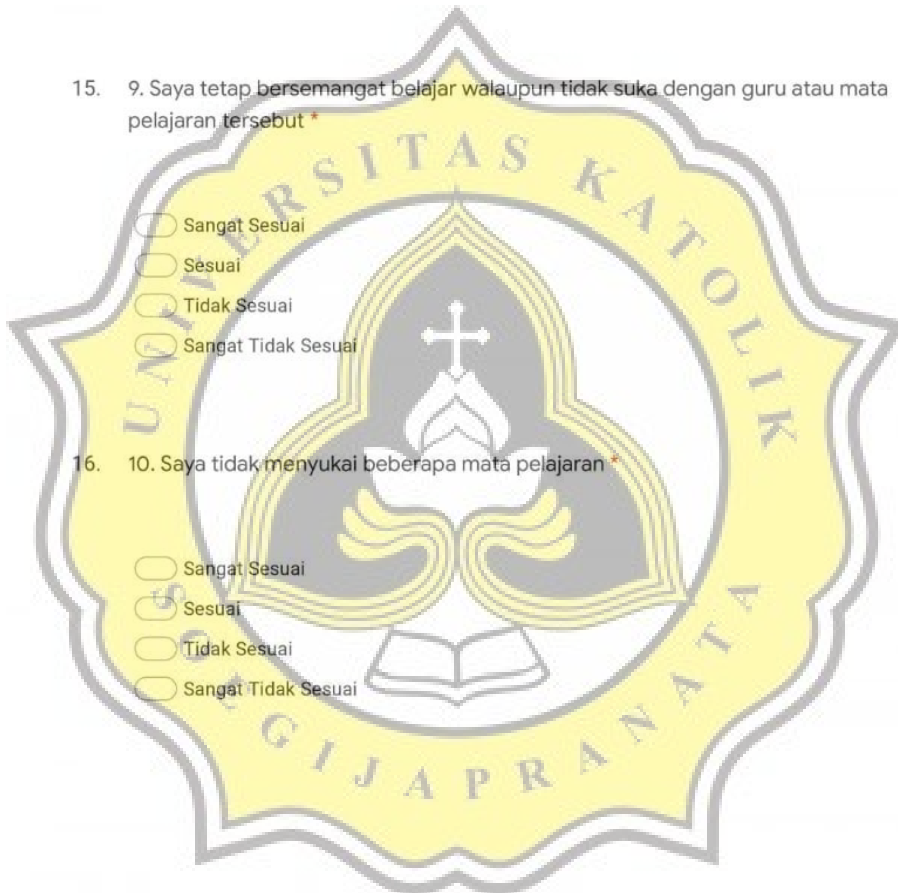 15. 9. Saya tetap bersemangat belajar walaupun tidak suka dengan guru atau mata
pelajaran tersebut *
UNIVERSITAS KATOLIK
Sangat Sesuai
Sesuai
Tidak Sesuai
Sangat Tidak Sesuai
16. 10. Saya tidak menyukai beberapa mata pelajaran *
Sangat Sesuai
Sesuai
Tidak Sesuai
Sangat Tidak Sesuai
SOEGIJAPRANATA